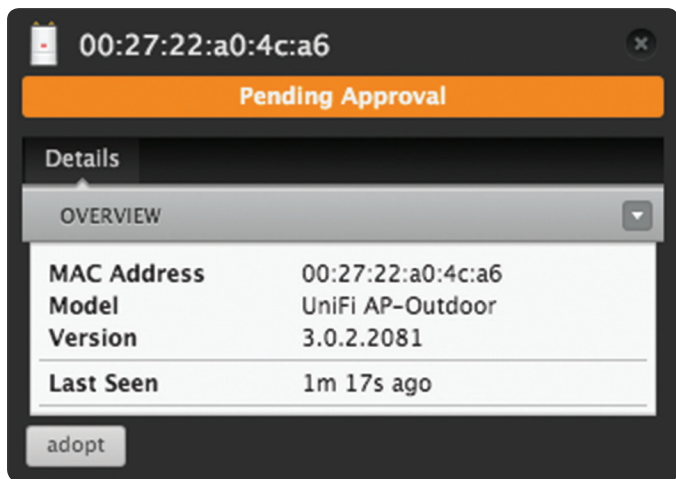 00:27:22:a0:4c:a6
Pending Approval
Details
OVERVIEW
MAC Address 00:27:22:a0:4c:a6
Model UniFi AP-Outdoor
Version 3.0.2.2081
Last Seen 1m 17s ago
adopt